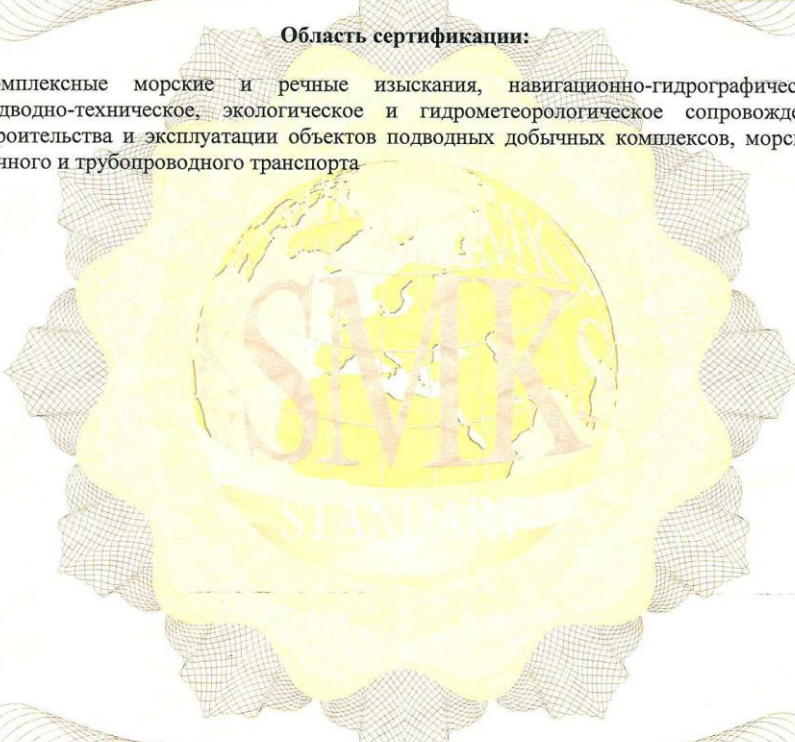 Область сертификации:
омплексные морские и речные изыскания, навигационно-гидрографичес
дводно-техническое, экологическое и гидрометеорологическое сопровожде
роительства и эксплуатации объектов подводных добычных комплексов, морс
чного и трубопроводного транспорта
SMK
STANDART